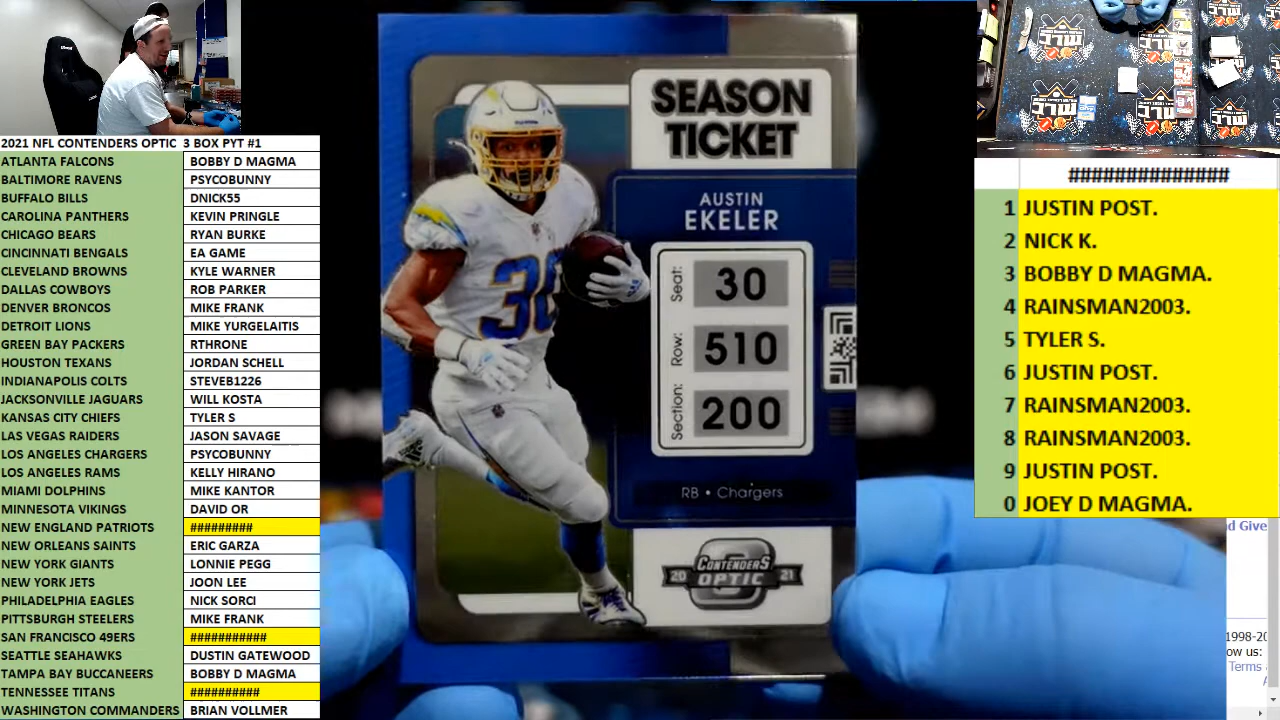 2021 NFL CONTENDERS OPTIC 3 BOX PYT #1
ATLANTA FALCONS BOBBY D MAGMA
BALTIMORE RAVENS PSYCOBUNNY
BUFFALO BILLS DNICK55
CAROLINA PANTHERS KEVIN PRINGLE
CHICAGO BEARS RYAN BURKE
CINCINNATI BENGALS EA GAME
CLEVELAND BROWNS KYLE WARNER
DALLAS COWBOYS ROB PARKER
DENVER BRONCOS MIKE FRANK
DETROIT LIONS MIKE YURGELAITIS
GREEN BAY PACKERS RTHRONE
HOUSTON TEXANS JORDAN SCHELL
INDIANAPOLIS COLTS STEVEB1226
JACKSONVILLE JAGUARS WILL KOSTA
KANSAS CITY CHIEFS TYLER S
LAS VEGAS RAIDERS JASON SAVAGE
LOS ANGELES CHARGERS PSYCOBUNNY
LOS ANGELES RAMS KELLY HIRANO
MIAMI DOLPHINS MIKE KANTOR
MINNESOTA VIKINGS DAVID OR
NEW ENGLAND PATRIOTS #########
NEW ORLEANS SAINTS ERIC GARZA
NEW YORK GIANTS LONNIE PEGG
NEW YORK JETS JOON LEE
PHILADELPHIA EAGLES NICK SORCI
PITTSBURGH STEELERS MIKE FRANK
SAN FRANCISCO 49ERS ###########
SEATTLE SEAHAWKS DUSTIN GATEWOOD
TAMPA BAY BUCCANEERS BOBBY D MAGMA
TENNESSEE TITANS ##########
WASHINGTON COMMANDERS BRIAN VOLLMER
SEASON
TICKET
AUSTIN
EKELER
Seat: 30
Row: 510
Section: 200
RB • Chargers
CONTENDERS
20 OPTIC 21
30
##############
1 JUSTIN POST.
2 NICK K.
3 BOBBY D MAGMA.
4 RAINSMAN2003.
5 TYLER S.
6 JUSTIN POST.
7 RAINSMAN2003.
8 RAINSMAN2003.
9 JUSTIN POST.
0 JOEY D MAGMA.
d Give
1998-20
ow us:
Terms